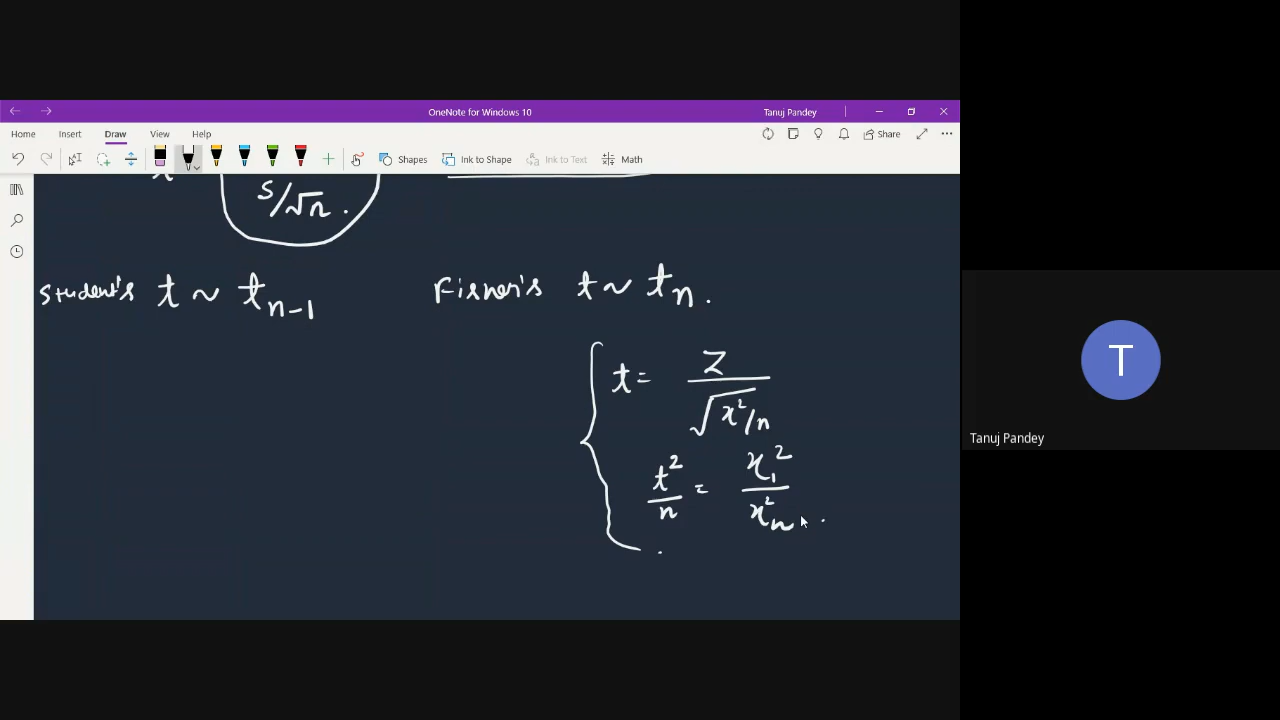 OneNote for Windows 10
Tanuj Pandey
Home Insert Draw View Help
Share
Shapes Ink to Shape Ink to Text Math
S/√n.
Student's t ~ t_{n-1}
Fisher's t ~ t_n.
t = Z / √(χ²/n)
t²/n = χ₁² / χ²_n .
T
Tanuj Pandey